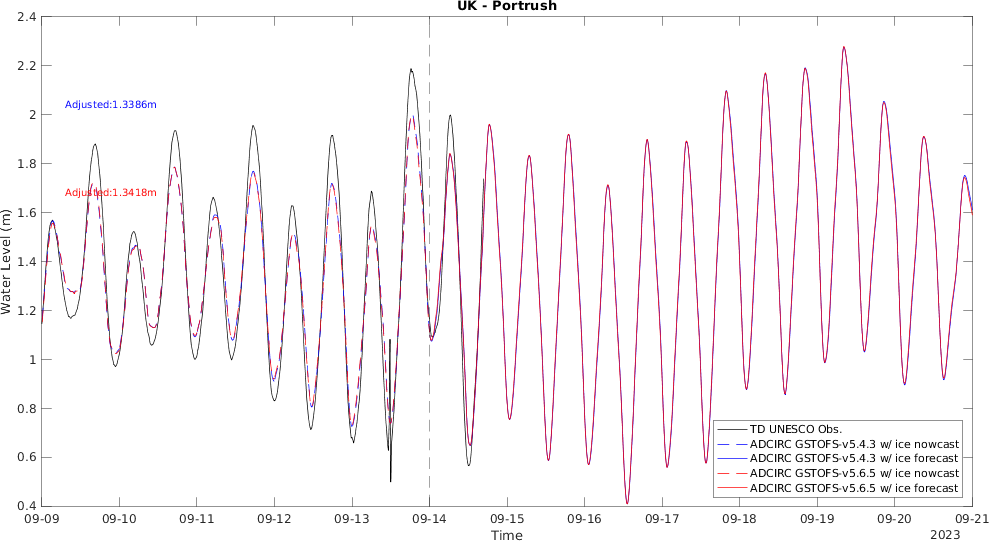 UK - Portrush
2.4
2.2
2
1.8
1.6
1.4
1.2
1
0.8
0.6
0.4
Water Level (m)
Adjusted:1.3386m
Adjusted:1.3418m
TD UNESCO Obs.
ADCIRC GSTOFS-v5.4.3 w/ ice nowcast
ADCIRC GSTOFS-v5.4.3 w/ ice forecast
ADCIRC GSTOFS-v5.6.5 w/ ice nowcast
ADCIRC GSTOFS-v5.6.5 w/ ice forecast
09-09 09-10 09-11 09-12 09-13 09-14 09-15 09-16 09-17 09-18 09-19 09-20 09-21
Time
2023